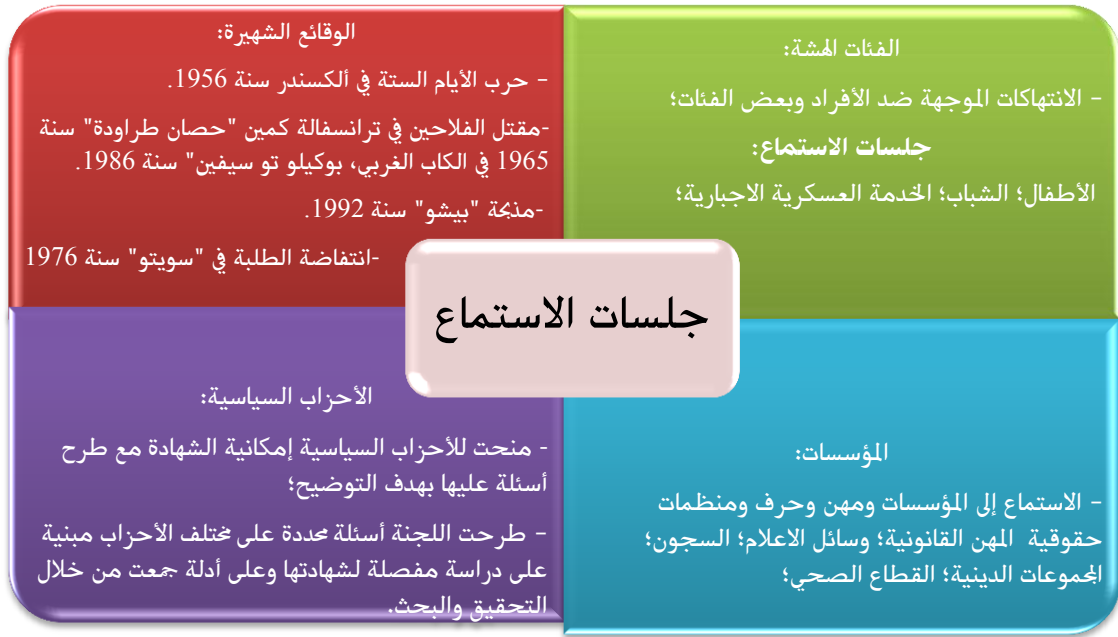 الفئات الهشة:
- الانتهاكات الموجهة ضد الأفراد وبعض الفئات؛
جلسات الاستماع:
الأطفال؛ الشباب؛ الخدمة العسكرية الاجبارية؛
الوقائع الشهيرة:
- حرب الأيام الستة في ألكسندر سنة 1956.
-مقتل الفلاحين في ترانسفالة كمين "حصان طراودة" سنة
1965 في الكاب الغربي، بوكيلو تو سيفين" سنة 1986.
-مذبحة "بيشو" سنة 1992.
-انتفاضة الطلبة في "سويتو" سنة 1976
جلسات الاستماع
المؤسسات:
- الاستماع إلى المؤسسات ومهن وحرف ومنظمات
حقوقية المهن القانونية؛ وسائل الاعلام؛ السجون؛
المجموعات الدينية؛ القطاع الصحي؛
الأحزاب السياسية:
- منحت للأحزاب السياسية إمكانية الشهادة مع طرح
أسئلة عليها بهدف التوضيح؛
- طرحت اللجنة أسئلة محددة على مختلف الأحزاب مبنية
على دراسة مفصلة لشهادتها وعلى أدلة جمعت من خلال
التحقيق والبحث.